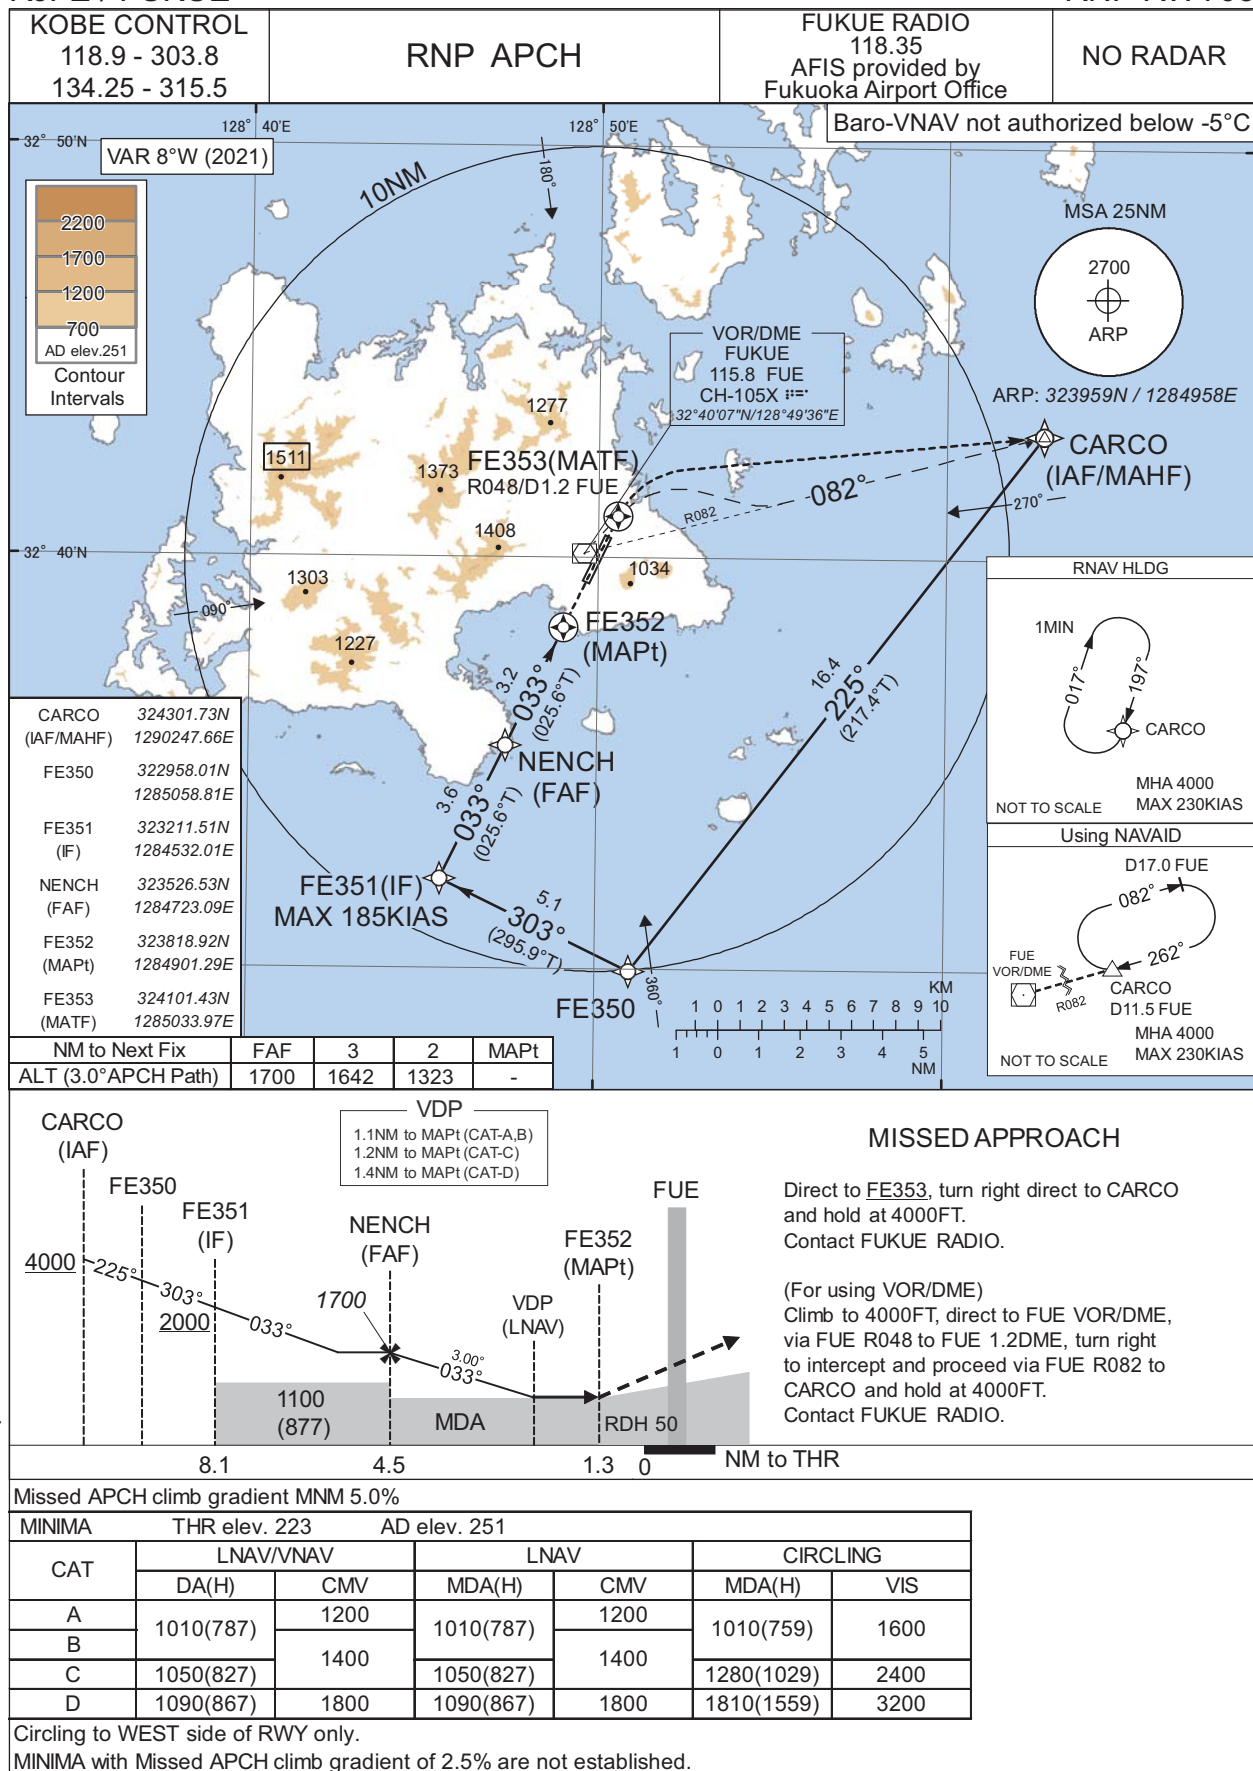 KOBE CONTROL
118.9 - 303.8
134.25 - 315.5
RNP APCH
FUKUE RADIO
118.35
AFIS provided by
Fukuoka Airport Office
NO RADAR
128° 40'E
128° 50'E
Baro-VNAV not authorized below -5°C
32° 50'N
VAR 8°W (2021)
10NM
180°
2200
1700
1200
700
AD elev.251
Contour
Intervals
MSA 25NM
2700
ARP
ARP: 323959N / 1284958E
VOR/DME
FUKUE
115.8 FUE
CH-105X
32°40'07"N/128°49'36"E
1277
1511
1373
FE353(MATF)
R048/D1.2 FUE
CARCO
(IAF/MAHF)
082°
R082
270°
1408
32° 40'N
1303
1034
090°
1227
FE352
(MAPt)
3.2
033°
(025.6°T)
16.4
225°
(217.4°T)
NENCH
(FAF)
3.6
033°
(025.6°T)
FE351(IF)
MAX 185KIAS
5.1
303°
(295.9°T)
FE350
360°
RNAV HLDG
1MIN
017°
197°
CARCO
MHA 4000
NOT TO SCALE
MAX 230KIAS
Using NAVAID
D17.0 FUE
082°
262°
FUE
VOR/DME
R082
CARCO
D11.5 FUE
MHA 4000
NOT TO SCALE
MAX 230KIAS
CARCO 324301.73N
(IAF/MAHF) 1290247.66E
FE350 322958.01N
1285058.81E
FE351 323211.51N
(IF) 1284532.01E
NENCH 323526.53N
(FAF) 1284723.09E
FE352 323818.92N
(MAPt) 1284901.29E
FE353 324101.43N
(MATF) 1285033.97E
KM
1 0 1 2 3 4 5 6 7 8 9 10
1 0 1 2 3 4 5
NM
NM to Next Fix FAF 3 2 MAPt
ALT (3.0°APCH Path) 1700 1642 1323 -
VDP
1.1NM to MAPt (CAT-A,B)
1.2NM to MAPt (CAT-C)
1.4NM to MAPt (CAT-D)
CARCO
(IAF)
FE350
FE351
(IF)
NENCH
(FAF)
FE352
(MAPt)
FUE
4000
225°
303°
2000
033°
1700
VDP
(LNAV)
3.00°
033°
1100
(877)
MDA
RDH 50
8.1 4.5 1.3 0 NM to THR
MISSED APPROACH
Direct to FE353, turn right direct to CARCO
and hold at 4000FT.
Contact FUKUE RADIO.
(For using VOR/DME)
Climb to 4000FT, direct to FUE VOR/DME,
via FUE R048 to FUE 1.2DME, turn right
to intercept and proceed via FUE R082 to
CARCO and hold at 4000FT.
Contact FUKUE RADIO.
Missed APCH climb gradient MNM 5.0%
MINIMA THR elev. 223 AD elev. 251
CAT LNAV/VNAV LNAV CIRCLING
DA(H) CMV MDA(H) CMV MDA(H) VIS
A 1010(787) 1200 1010(787) 1200 1010(759) 1600
B 1400 1400
C 1050(827) 1050(827) 1280(1029) 2400
D 1090(867) 1800 1090(867) 1800 1810(1559) 3200
Circling to WEST side of RWY only.
MINIMA with Missed APCH climb gradient of 2.5% are not established.